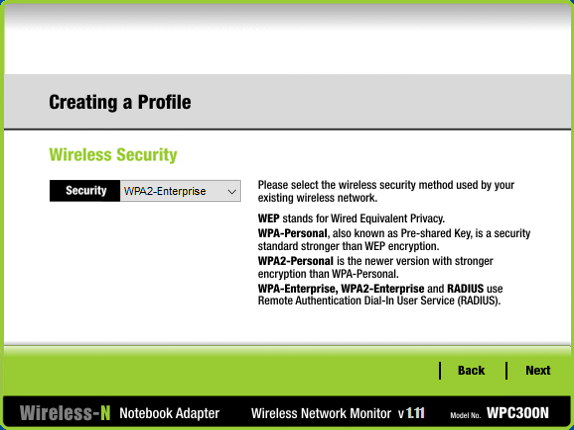 Creating a Profile
Wireless Security
Security WPA2-Enterprise
Please select the wireless security method used by your
existing wireless network.
WEP stands for Wired Equivalent Privacy.
WPA-Personal, also known as Pre-shared Key, is a security
standard stronger than WEP encryption.
WPA2-Personal is the newer version with stronger
encryption than WPA-Personal.
WPA-Enterprise, WPA2-Enterprise and RADIUS use
Remote Authentication Dial-In User Service (RADIUS).
Back Next
Wireless-N Notebook Adapter Wireless Network Monitor v 1.11 Model No. WPC300N